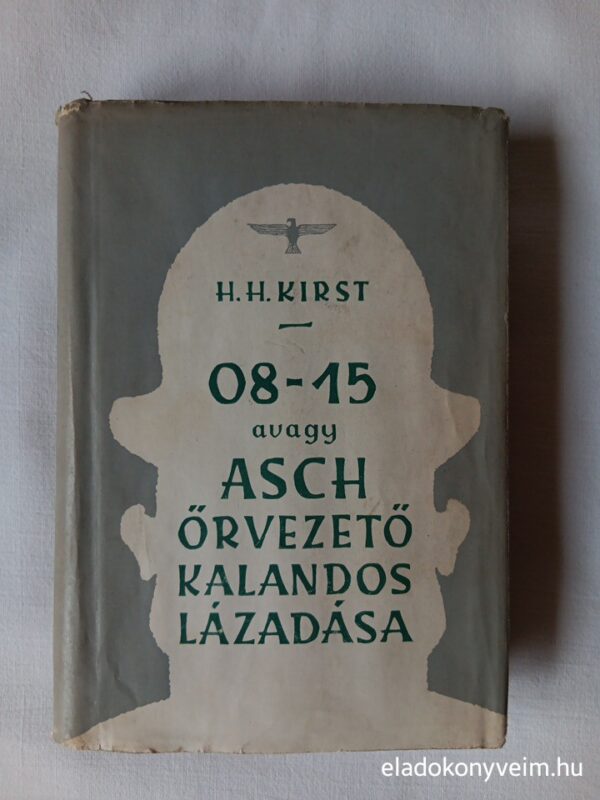 H. H. KIRST
—
08-15
avagy
ASCH
ŐRVEZETŐ
KALANDOS
LÁZADÁSA
eladokonyveim.hu